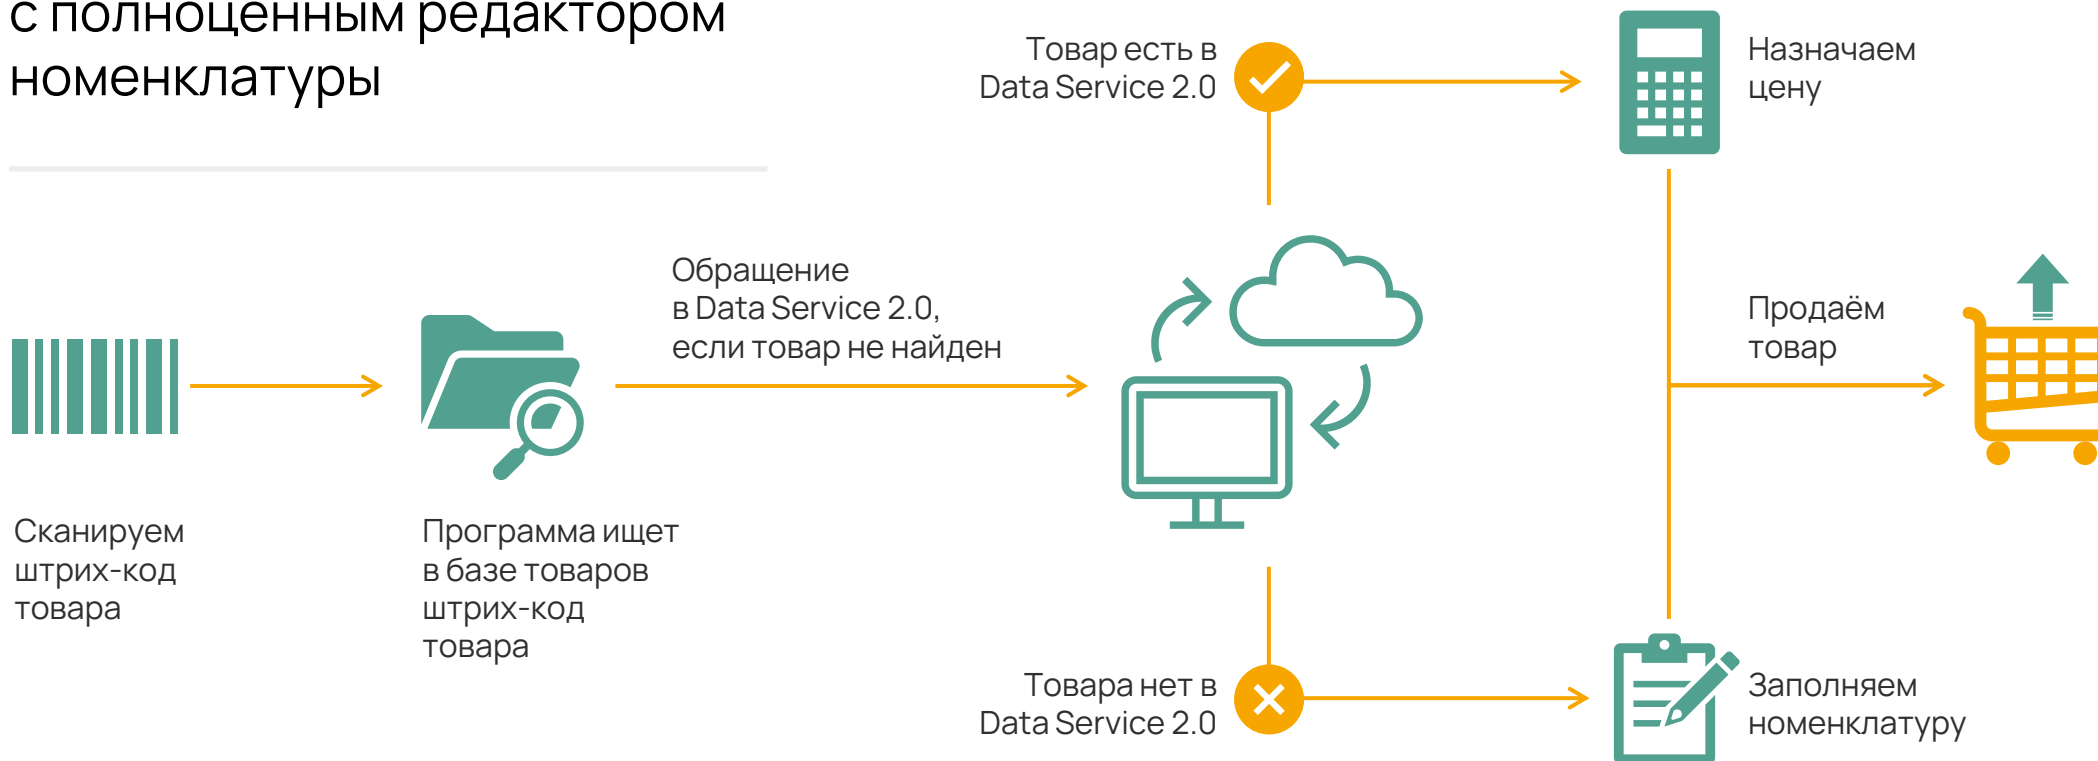 с полноценным редактором
номенклатуры
Товар есть в
Data Service 2.0
Назначаем
цену
Обращение
в Data Service 2.0,
если товар не найден
Продаём
товар
Сканируем
штрих-код
товара
Программа ищет
в базе товаров
штрих-код
товара
Товара нет в
Data Service 2.0
Заполняем
номенклатуру